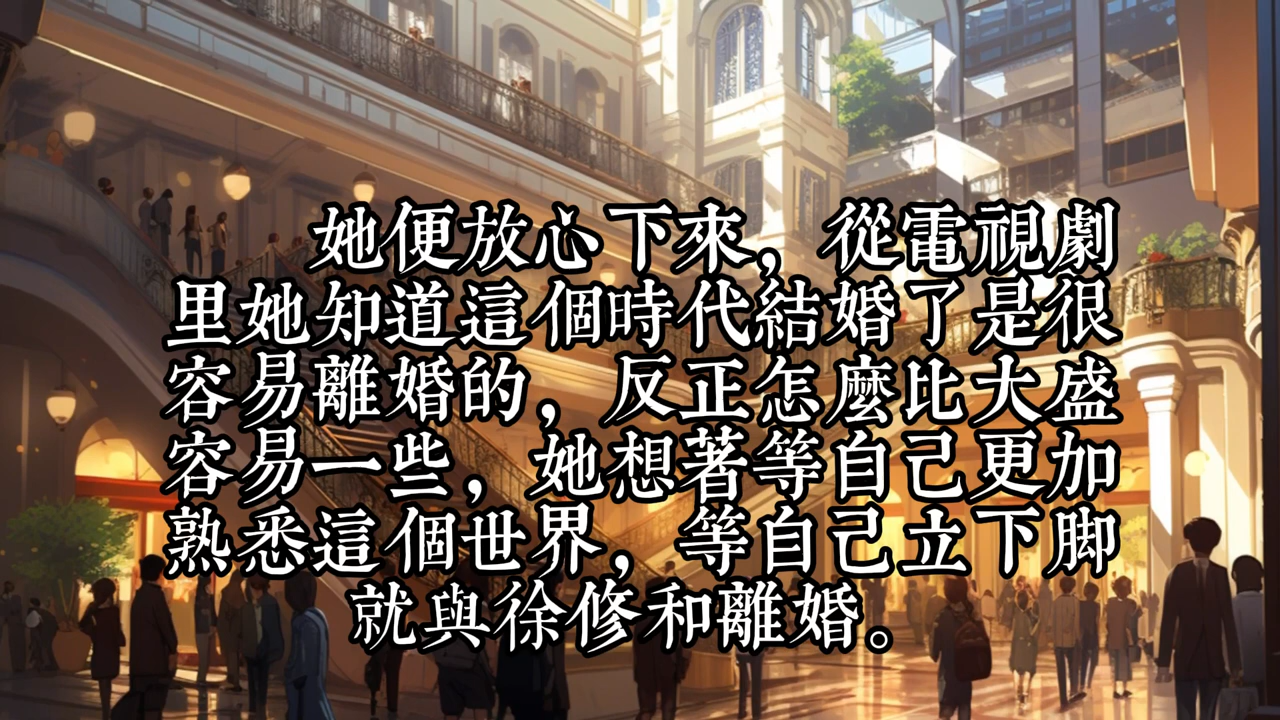 她便放心下來，從電視劇
里她知道這個時代結婚了是很
容易離婚的，反正怎麼比大盛
容易一些，她想著等自己更加
熟悉這個世界，等自己立下脚
就與徐修和離婚。